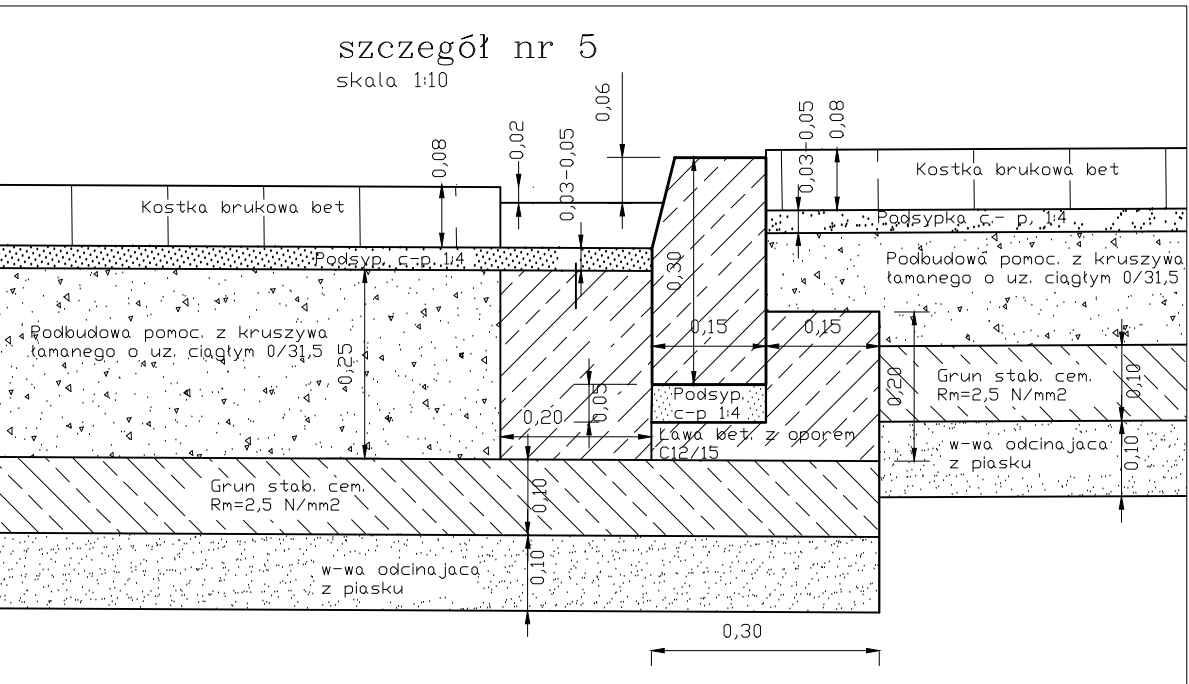 szczegół nr 5
skala 1:10
0,06
0,08
0,02
0,03-0,05
0,03-0,05
0,08
Kostka brukowa bet
Kostka brukowa bet
Podsypka c.- p. 1:4
Podsyp. c-p. 1:4
Podbudowa pomoc. z kruszywa
łamanego o uz. ciągłym 0/31,5
0,30
Podbudowa pomoc. z kruszywa
łamanego o uz. ciągłym 0/31,5
0,25
0,15
0,15
0,20
Grun stab. cem.
Rm=2,5 N/mm2
0,10
0,05
Podsyp.
c-p 1:4
0,20
Ława bet. z oporem
C12/15
w-wa odcinajaca
z piasku
0,10
Grun stab. cem.
Rm=2,5 N/mm2
0,10
w-wa odcinajaca
z piasku
0,10
0,30